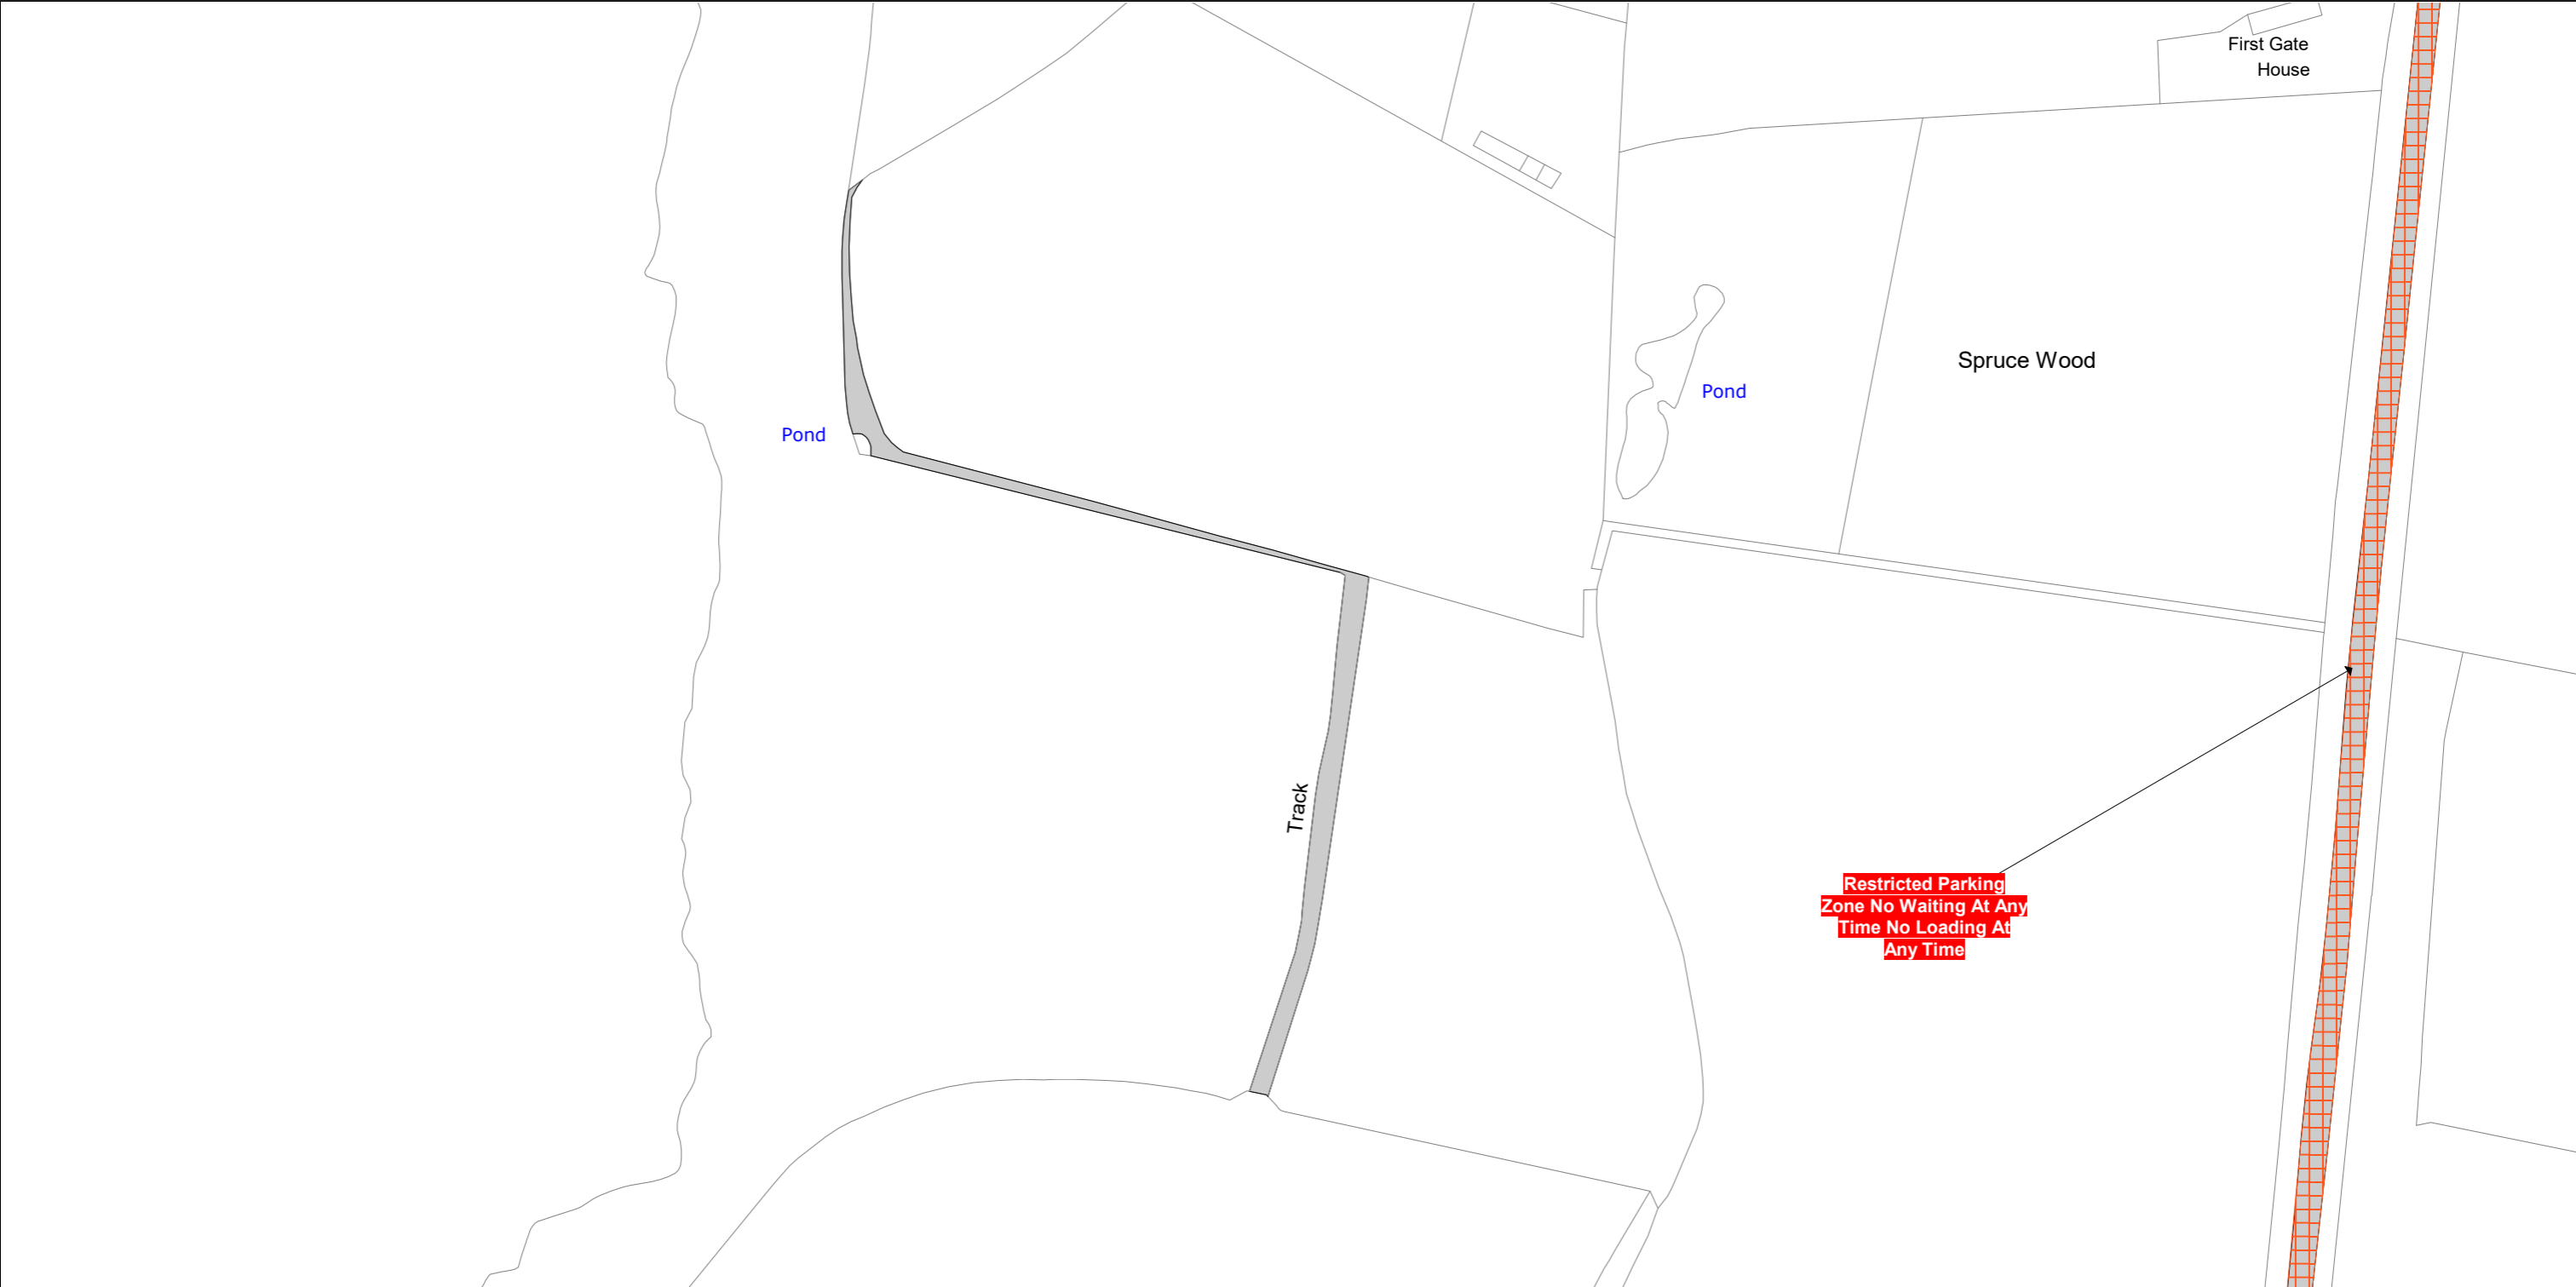 First Gate
House
Spruce Wood
Pond
Pond
Track
Restricted Parking
Zone No Waiting At Any
Time No Loading At
Any Time